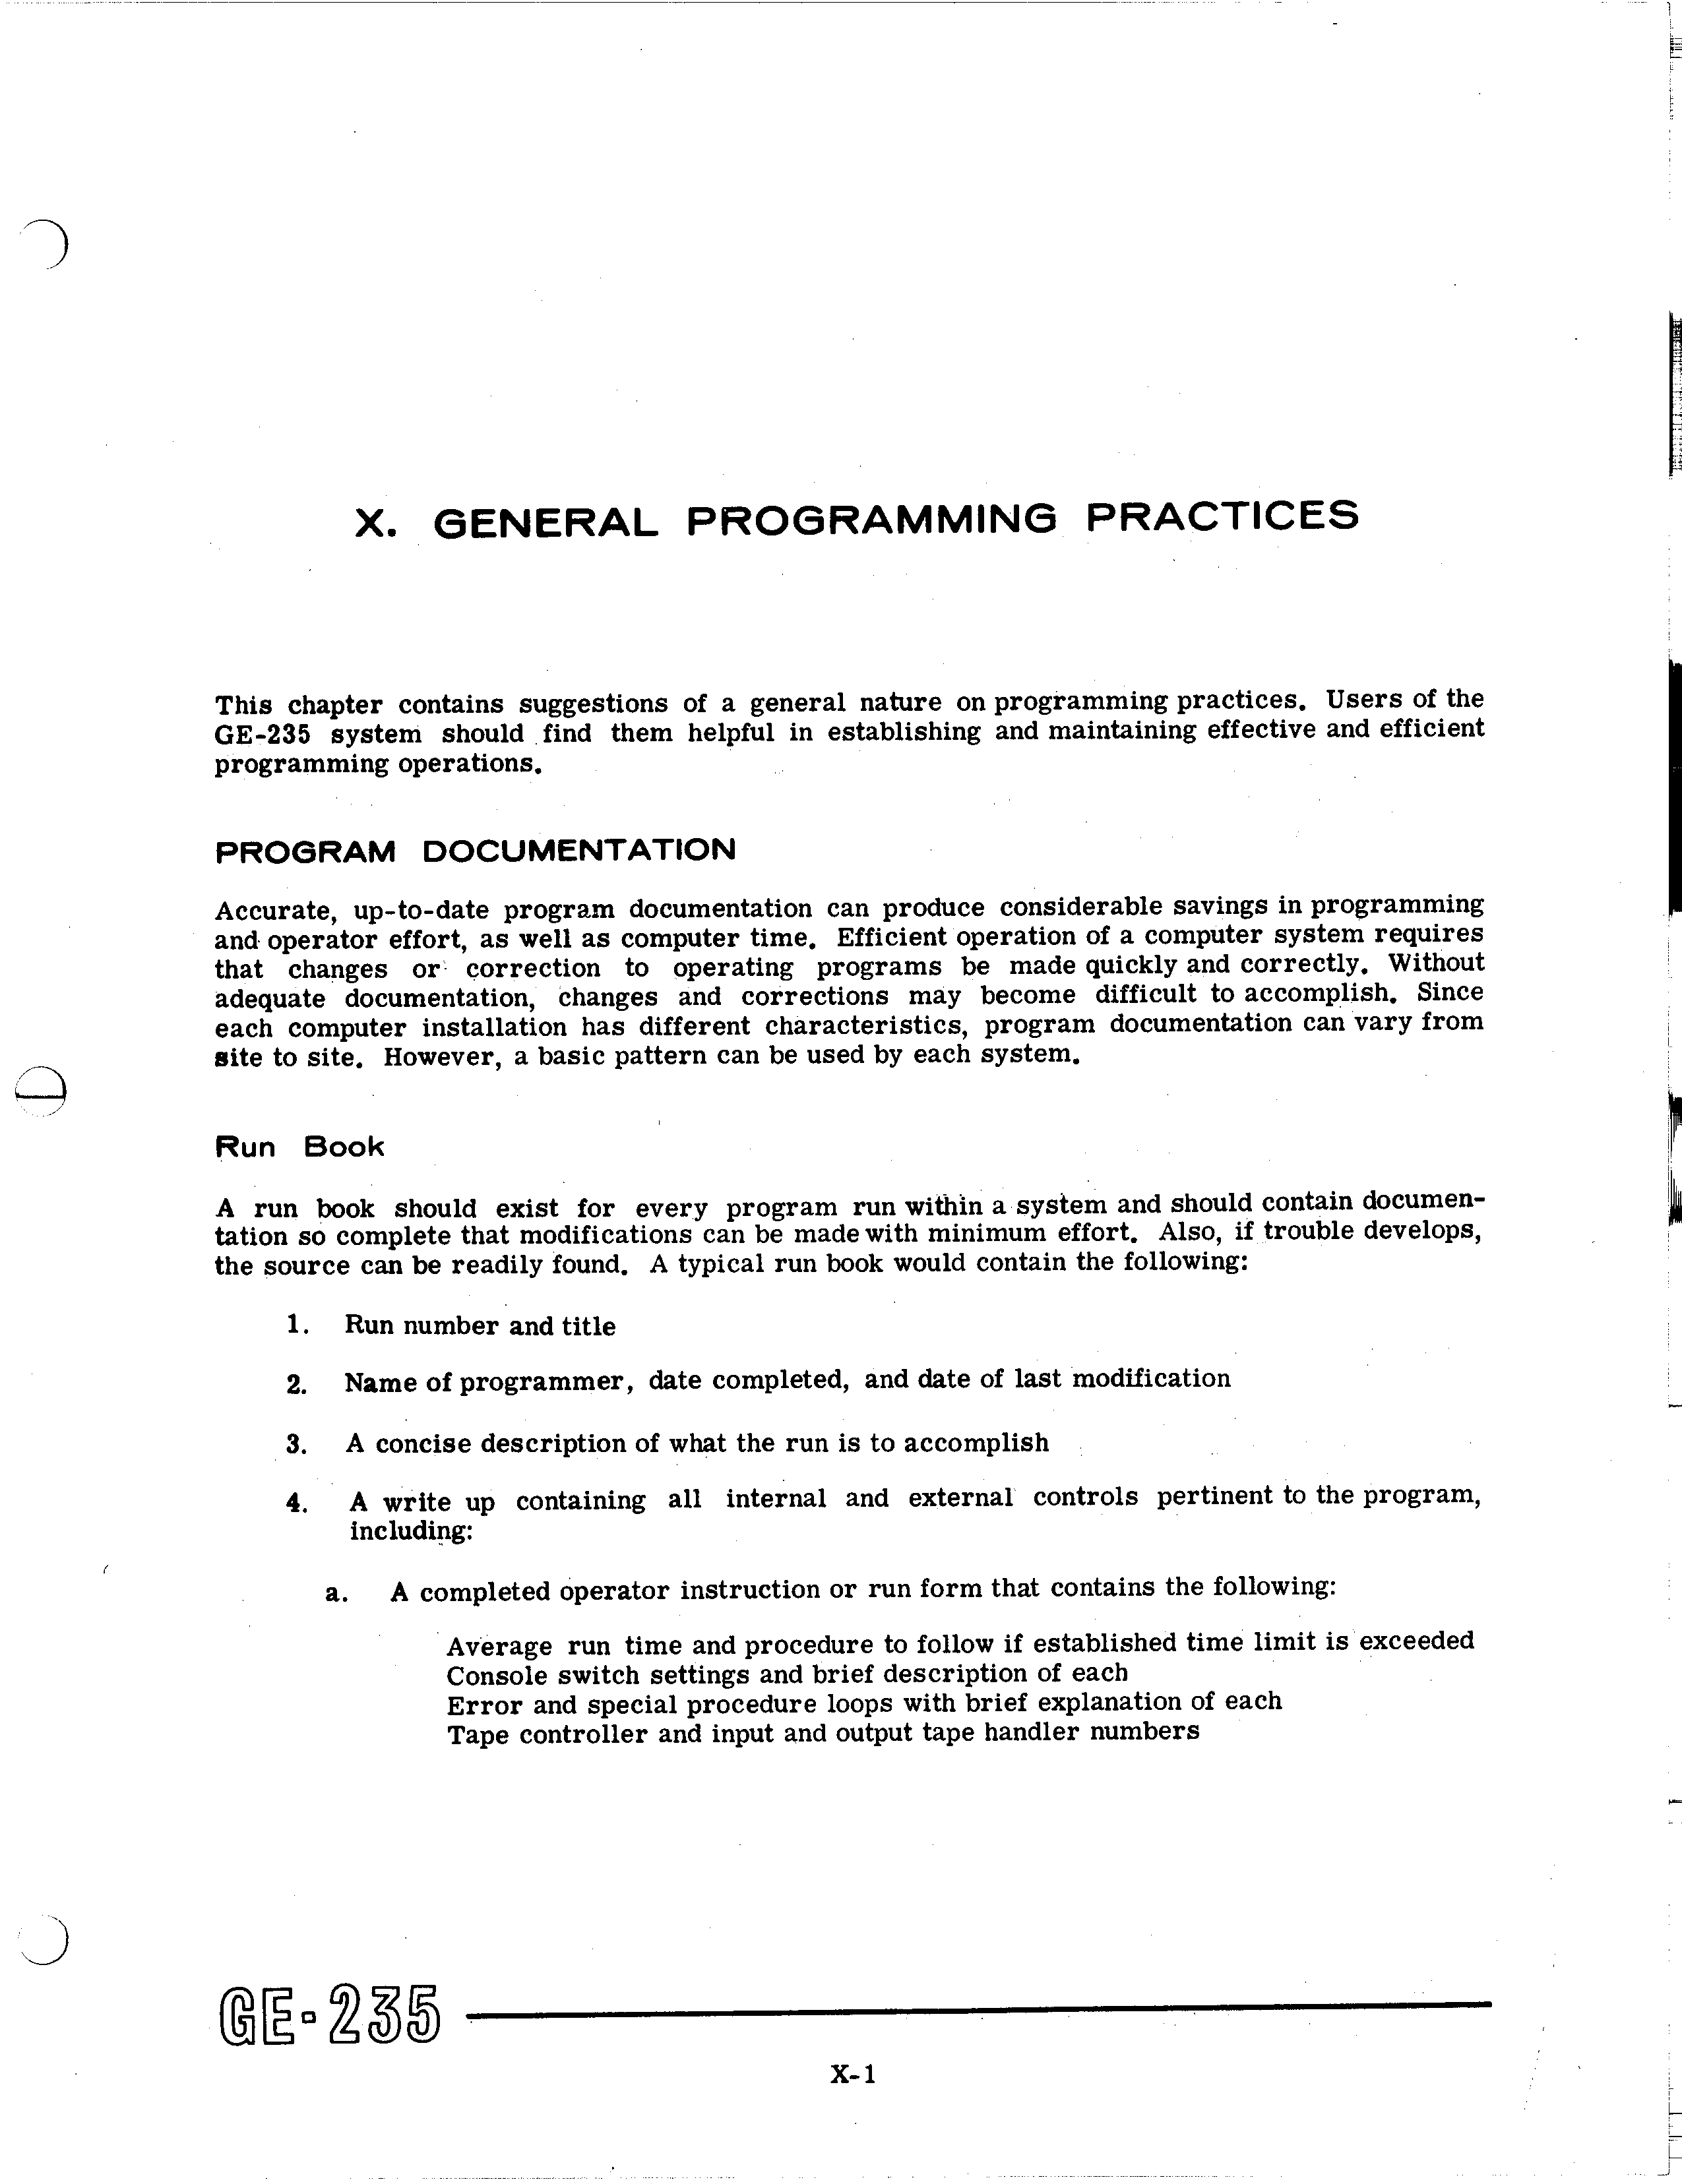 X. GENERAL PROGRAMMING PRACTICES
This chapter contains suggestions of a general nature on programming practices. Users of the
GE-235 system should find them helpful in establishing and maintaining effective and efficient
programming operations.
PROGRAM DOCUMENTATION
Accurate, up-to-date program documentation can produce considerable savings in programming
and operator effort, as well as computer time. Efficient operation of a computer system requires
that changes or correction to operating programs be made quickly and correctly. Without
adequate documentation, changes and corrections may become difficult to accomplish. Since
each computer installation has different characteristics, program documentation can vary from
site to site. However, a basic pattern can be used by each system.
Run Book
A run book should exist for every program run within a system and should contain documen-
tation so complete that modifications can be made with minimum effort. Also, if trouble develops,
the source can be readily found. A typical run book would contain the following:
1. Run number and title
2. Name of programmer, date completed, and date of last modification
3. A concise description of what the run is to accomplish
4. A write up containing all internal and external controls pertinent to the program,
including:
a. A completed operator instruction or run form that contains the following:
Average run time and procedure to follow if established time limit is exceeded
Console switch settings and brief description of each
Error and special procedure loops with brief explanation of each
Tape controller and input and output tape handler numbers
GE-235
X-1